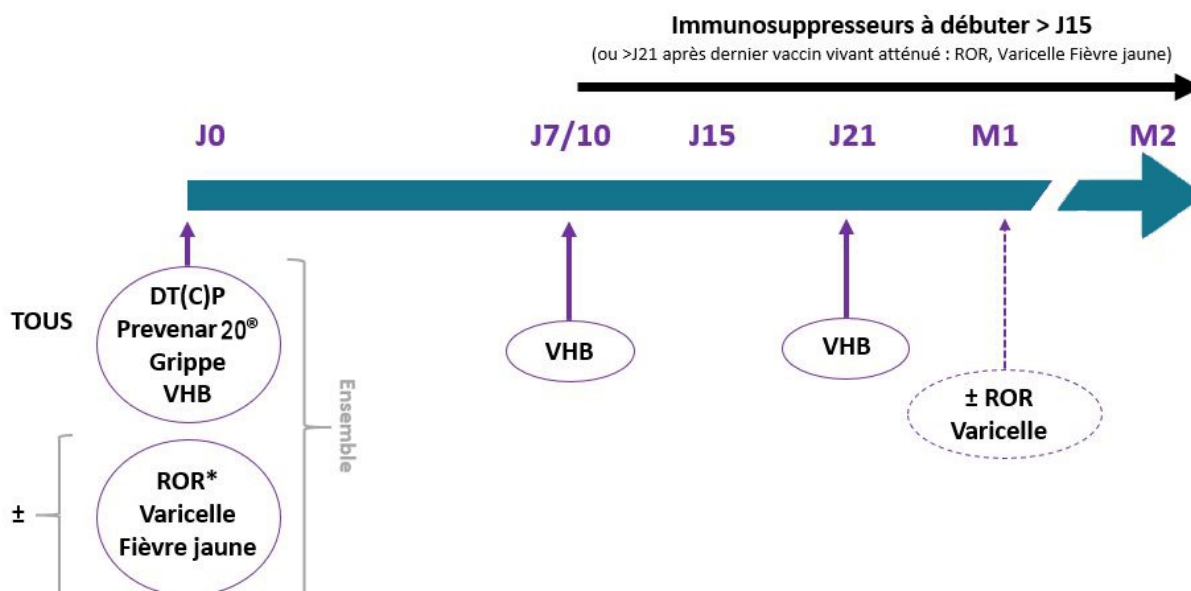 Immunosuppresseurs à débuter > J15
(ou >J21 après dernier vaccin vivant atténué : ROR, Varicelle Fièvre jaune)
J0
J7/10
J15
J21
M1
M2
TOUS
DT(C)P
Prevenar 20®
Grippe
VHB
VHB
VHB
± ROR
Varicelle
Ensemble
±
ROR*
Varicelle
Fièvre jaune